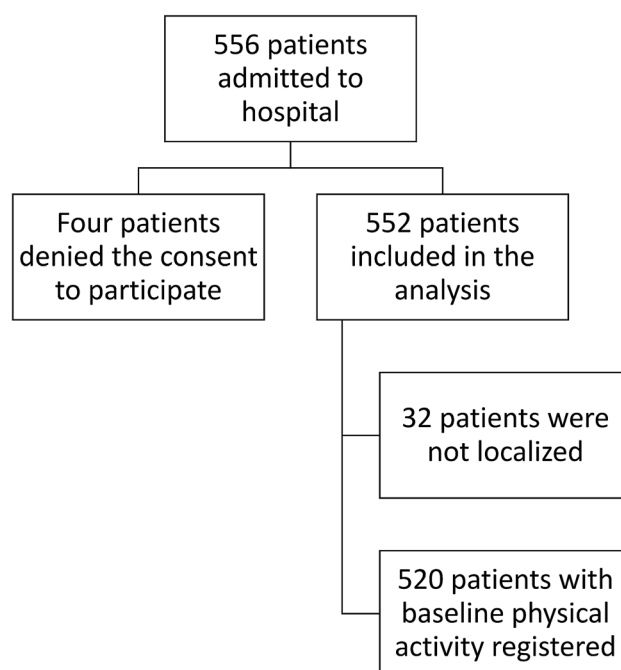 556 patients
admitted to
hospital
Four patients
denied the consent
to participate
552 patients
included in the
analysis
32 patients were
not localized
520 patients with
baseline physical
activity registered